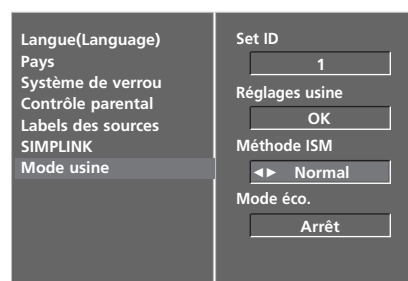 Langue(Language)
Pays
Système de verrou
Contrôle parental
Labels des sources
SIMPLINK
Mode usine
Set ID
1
Réglages usine
OK
Méthode ISM
◄► Normal
Mode éco.
Arrêt